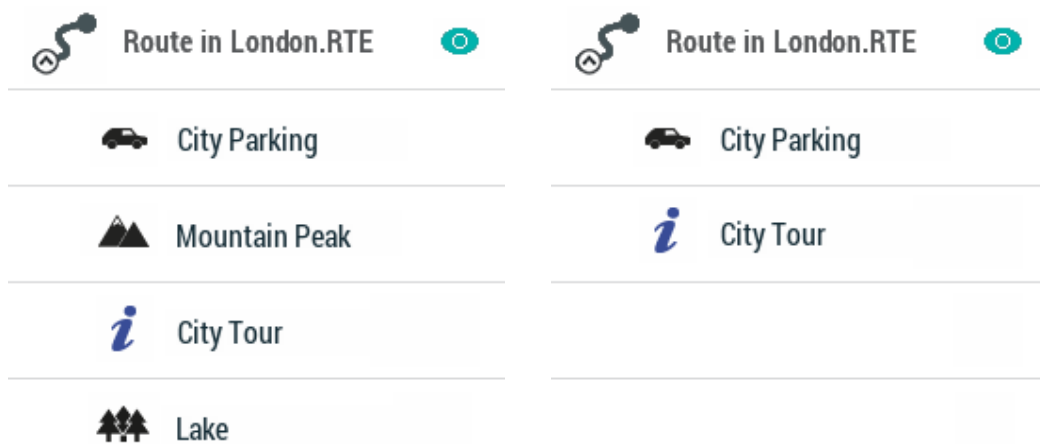 Route in London.RTE
City Parking
Mountain Peak
City Tour
Lake
Route in London.RTE
City Parking
City Tour